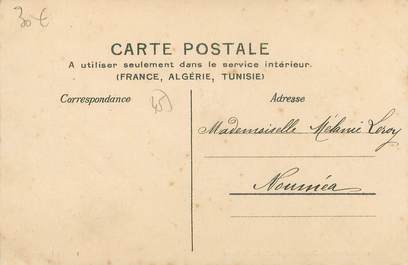 30 €
CARTE POSTALE
A utiliser seulement dans le service intérieur.
(FRANCE, ALGÉRIE, TUNISIE)
Correspondance
Adresse
Mademoiselle Mélanie Leroy
Nouméa